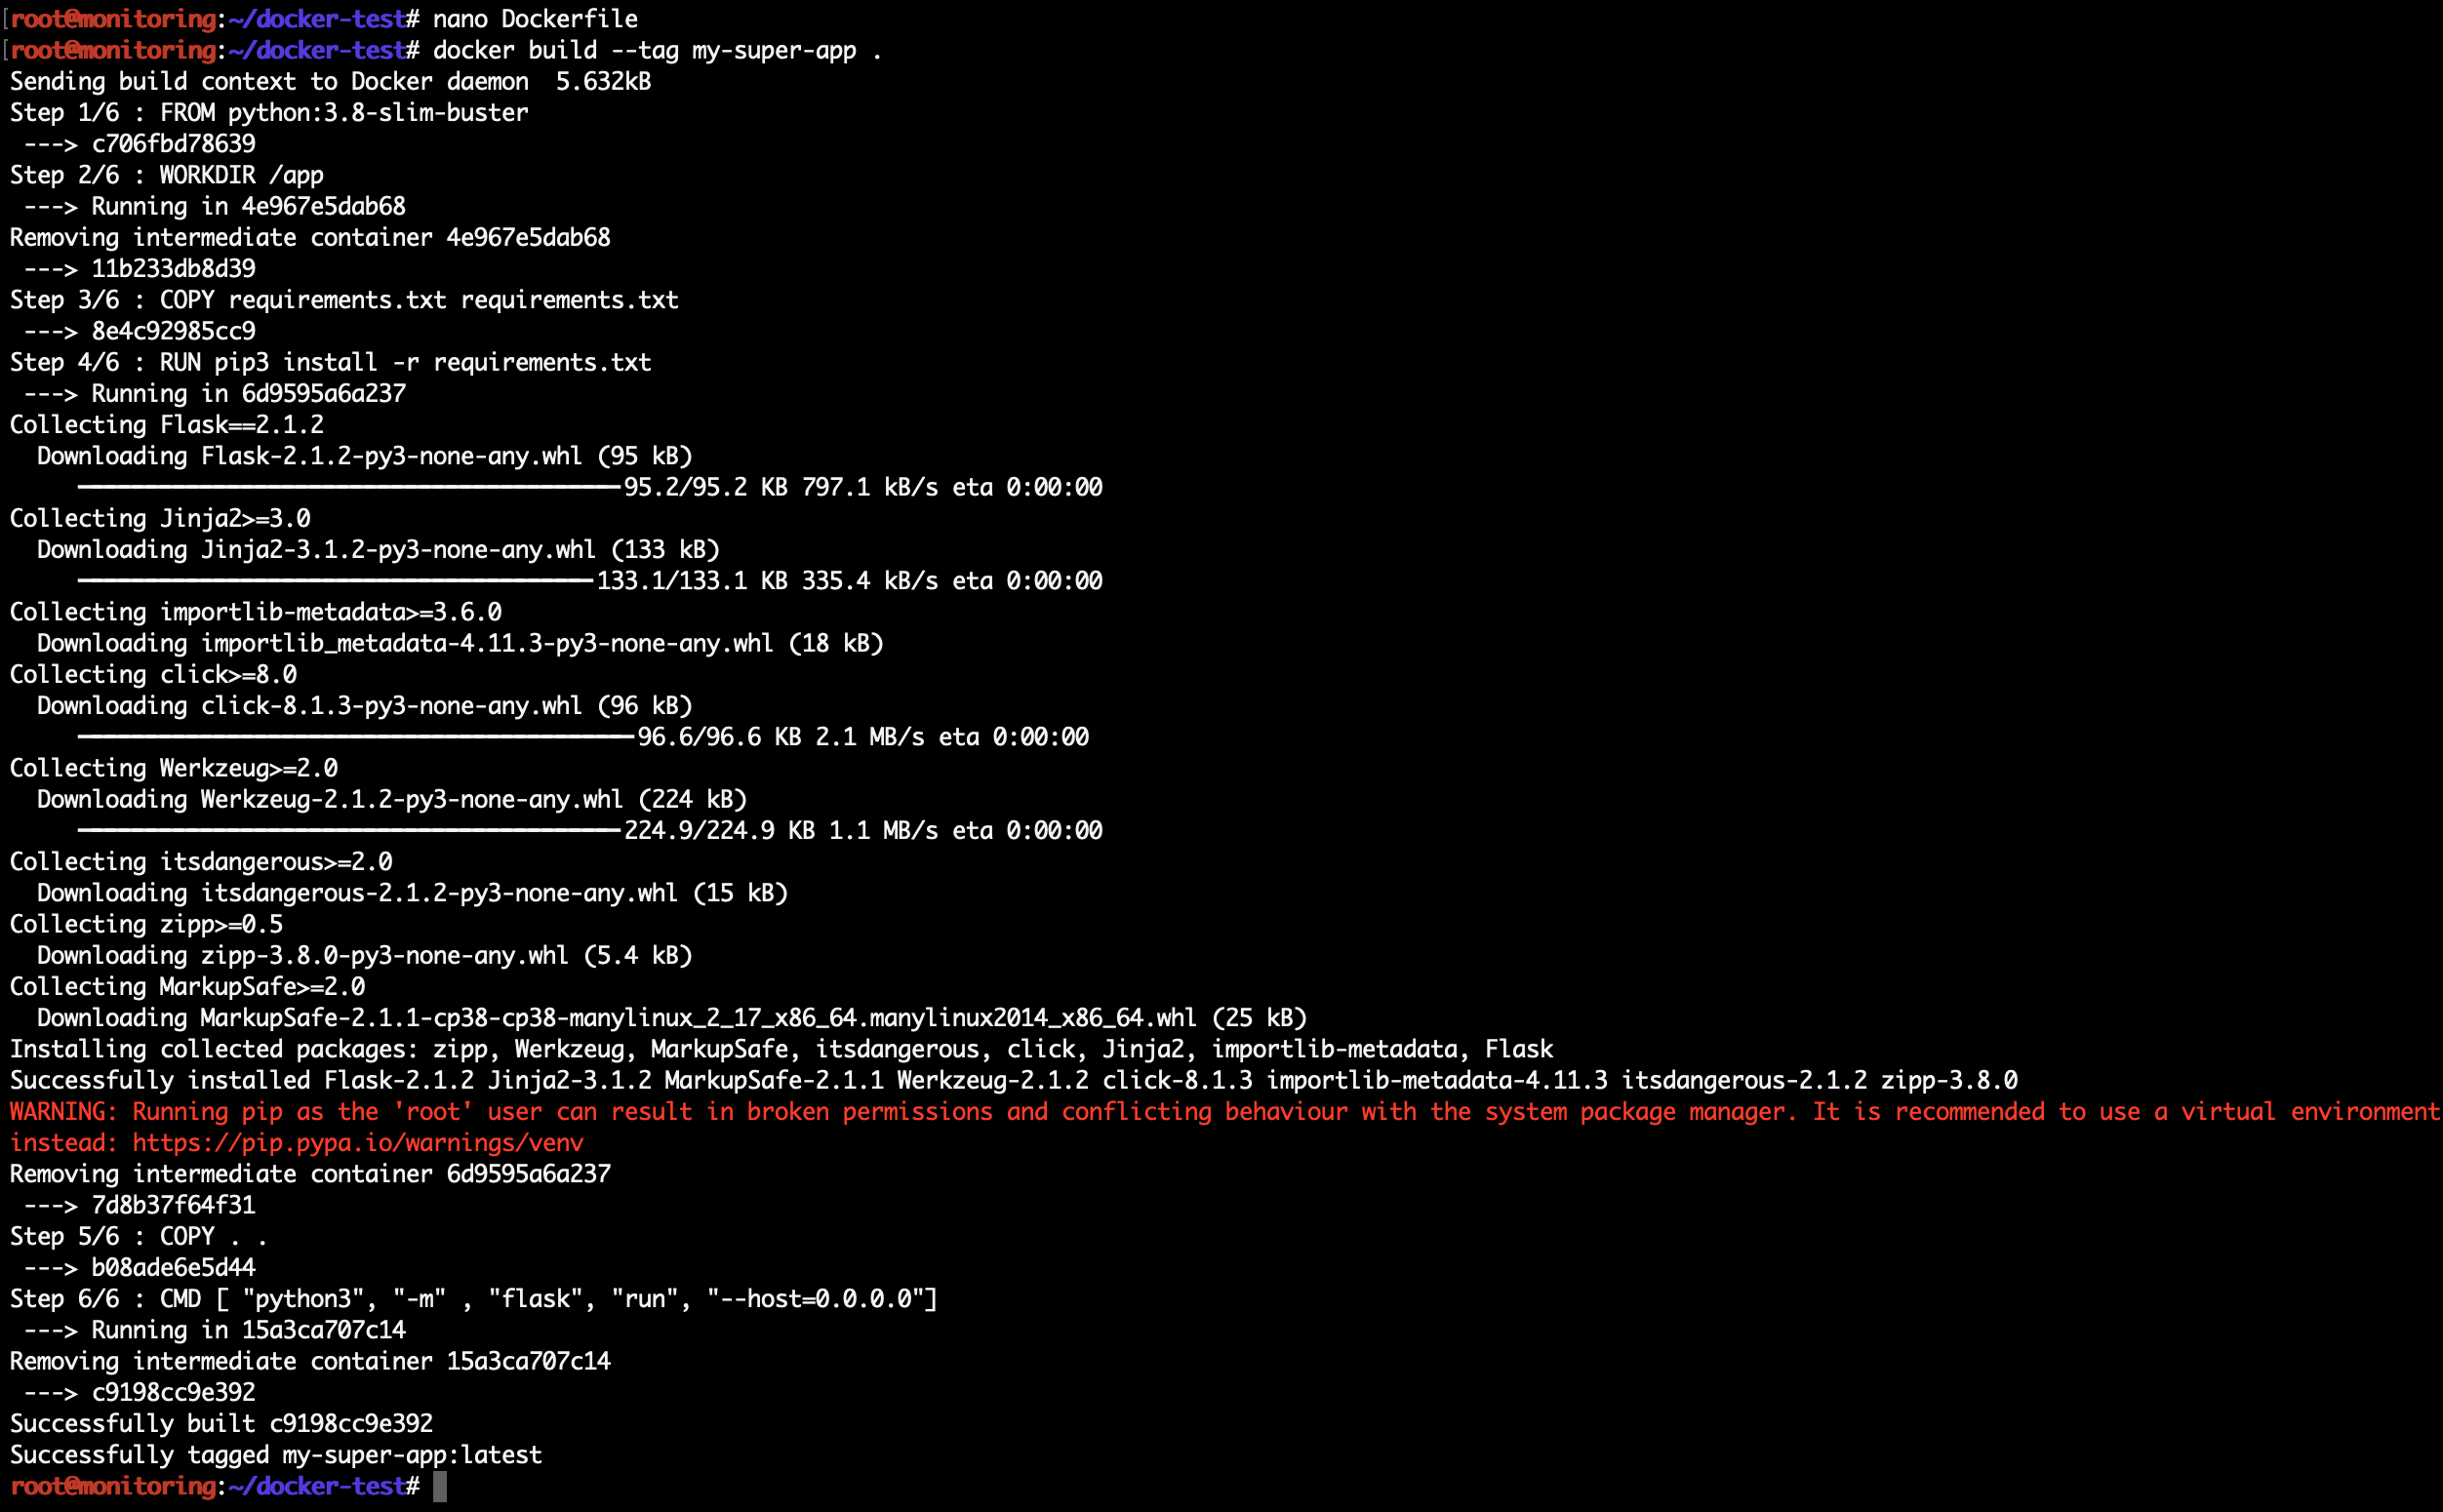 root@monitoring:~/docker-test# nano Dockerfile
root@monitoring:~/docker-test# docker build --tag my-super-app .
Sending build context to Docker daemon  5.632kB
Step 1/6 : FROM python:3.8-slim-buster
 ---> c706fbd78639
Step 2/6 : WORKDIR /app
 ---> Running in 4e967e5dab68
Removing intermediate container 4e967e5dab68
 ---> 11b233db8d39
Step 3/6 : COPY requirements.txt requirements.txt
 ---> 8e4c92985cc9
Step 4/6 : RUN pip3 install -r requirements.txt
 ---> Running in 6d9595a6a237
Collecting Flask==2.1.2
  Downloading Flask-2.1.2-py3-none-any.whl (95 kB)
95.2/95.2 KB 797.1 kB/s eta 0:00:00
Collecting Jinja2>=3.0
  Downloading Jinja2-3.1.2-py3-none-any.whl (133 kB)
133.1/133.1 KB 335.4 kB/s eta 0:00:00
Collecting importlib-metadata>=3.6.0
  Downloading importlib_metadata-4.11.3-py3-none-any.whl (18 kB)
Collecting click>=8.0
  Downloading click-8.1.3-py3-none-any.whl (96 kB)
96.6/96.6 KB 2.1 MB/s eta 0:00:00
Collecting Werkzeug>=2.0
  Downloading Werkzeug-2.1.2-py3-none-any.whl (224 kB)
224.9/224.9 KB 1.1 MB/s eta 0:00:00
Collecting itsdangerous>=2.0
  Downloading itsdangerous-2.1.2-py3-none-any.whl (15 kB)
Collecting zipp>=0.5
  Downloading zipp-3.8.0-py3-none-any.whl (5.4 kB)
Collecting MarkupSafe>=2.0
  Downloading MarkupSafe-2.1.1-cp38-cp38-manylinux_2_17_x86_64.manylinux2014_x86_64.whl (25 kB)
Installing collected packages: zipp, Werkzeug, MarkupSafe, itsdangerous, click, Jinja2, importlib-metadata, Flask
Successfully installed Flask-2.1.2 Jinja2-3.1.2 MarkupSafe-2.1.1 Werkzeug-2.1.2 click-8.1.3 importlib-metadata-4.11.3 itsdangerous-2.1.2 zipp-3.8.0
WARNING: Running pip as the 'root' user can result in broken permissions and conflicting behaviour with the system package manager. It is recommended to use a virtual environment
instead: https://pip.pypa.io/warnings/venv
Removing intermediate container 6d9595a6a237
 ---> 7d8b37f64f31
Step 5/6 : COPY . .
 ---> b08ade6e5d44
Step 6/6 : CMD [ "python3", "-m" , "flask", "run", "--host=0.0.0.0"]
 ---> Running in 15a3ca707c14
Removing intermediate container 15a3ca707c14
 ---> c9198cc9e392
Successfully built c9198cc9e392
Successfully tagged my-super-app:latest
root@monitoring:~/docker-test#